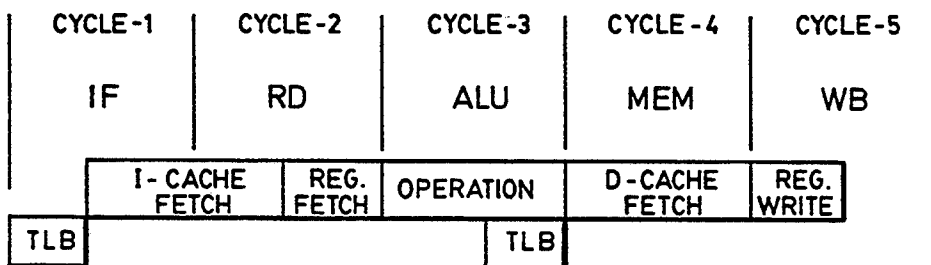 CYCLE-1 CYCLE-2 CYCLE-3 CYCLE-4 CYCLE-5
IF RD ALU MEM WB
I-CACHE FETCH REG. FETCH OPERATION D-CACHE FETCH REG. WRITE
TLB TLB